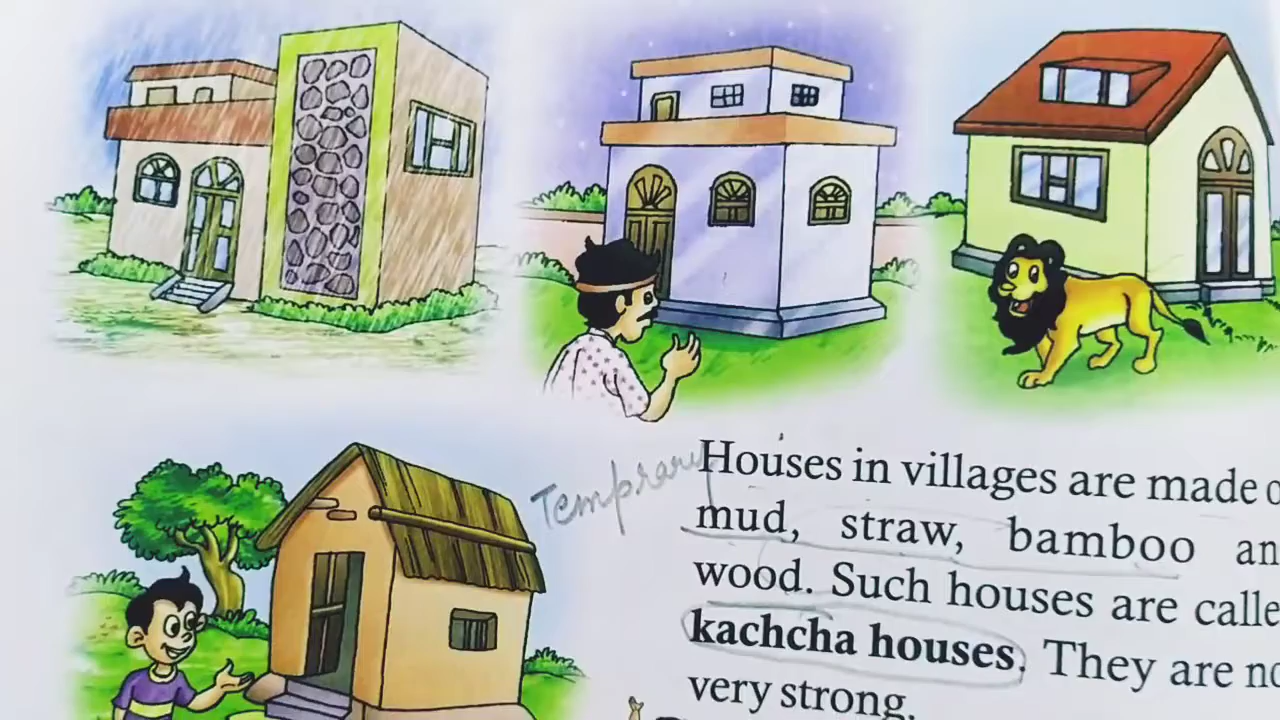 Temprary
Houses in villages are made o
mud, straw, bamboo an
wood. Such houses are calle
kachcha houses. They are no
very strong.